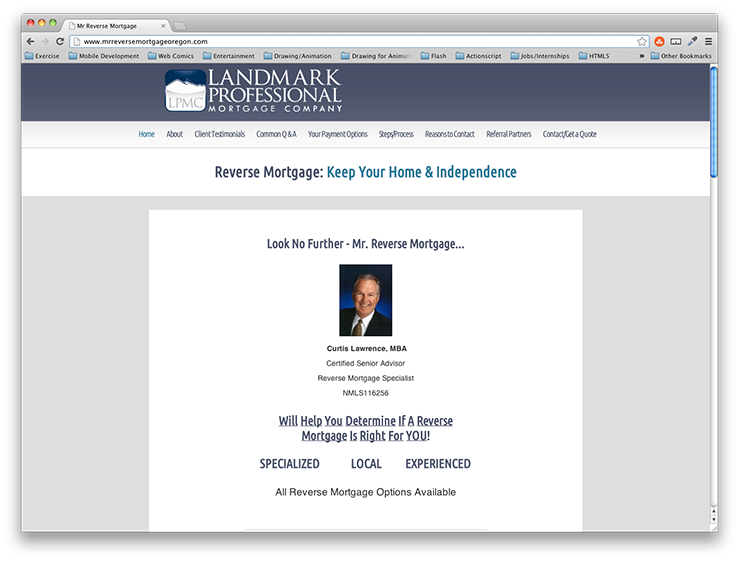 Mr Reverse Mortgage
www.mrreversemortgageoregon.com
Exercise Mobile Development Web Comics Entertainment Drawing/Animation Drawing for Animat Flash Actionscript Jobs/Internships HTML5 » Other Bookmarks
LPMC
LANDMARK
PROFESSIONAL
MORTGAGE COMPANY
Home About Client Testimonials Common Q & A Your Payment Options Steps/Process Reasons to Contact Referral Partners Contact/Get a Quote
Reverse Mortgage: Keep Your Home & Independence
Look No Further - Mr. Reverse Mortgage...
Curtis Lawrence, MBA
Certified Senior Advisor
Reverse Mortgage Specialist
NMLS116256
Will Help You Determine If A Reverse
Mortgage Is Right For YOU!
SPECIALIZED LOCAL EXPERIENCED
All Reverse Mortgage Options Available